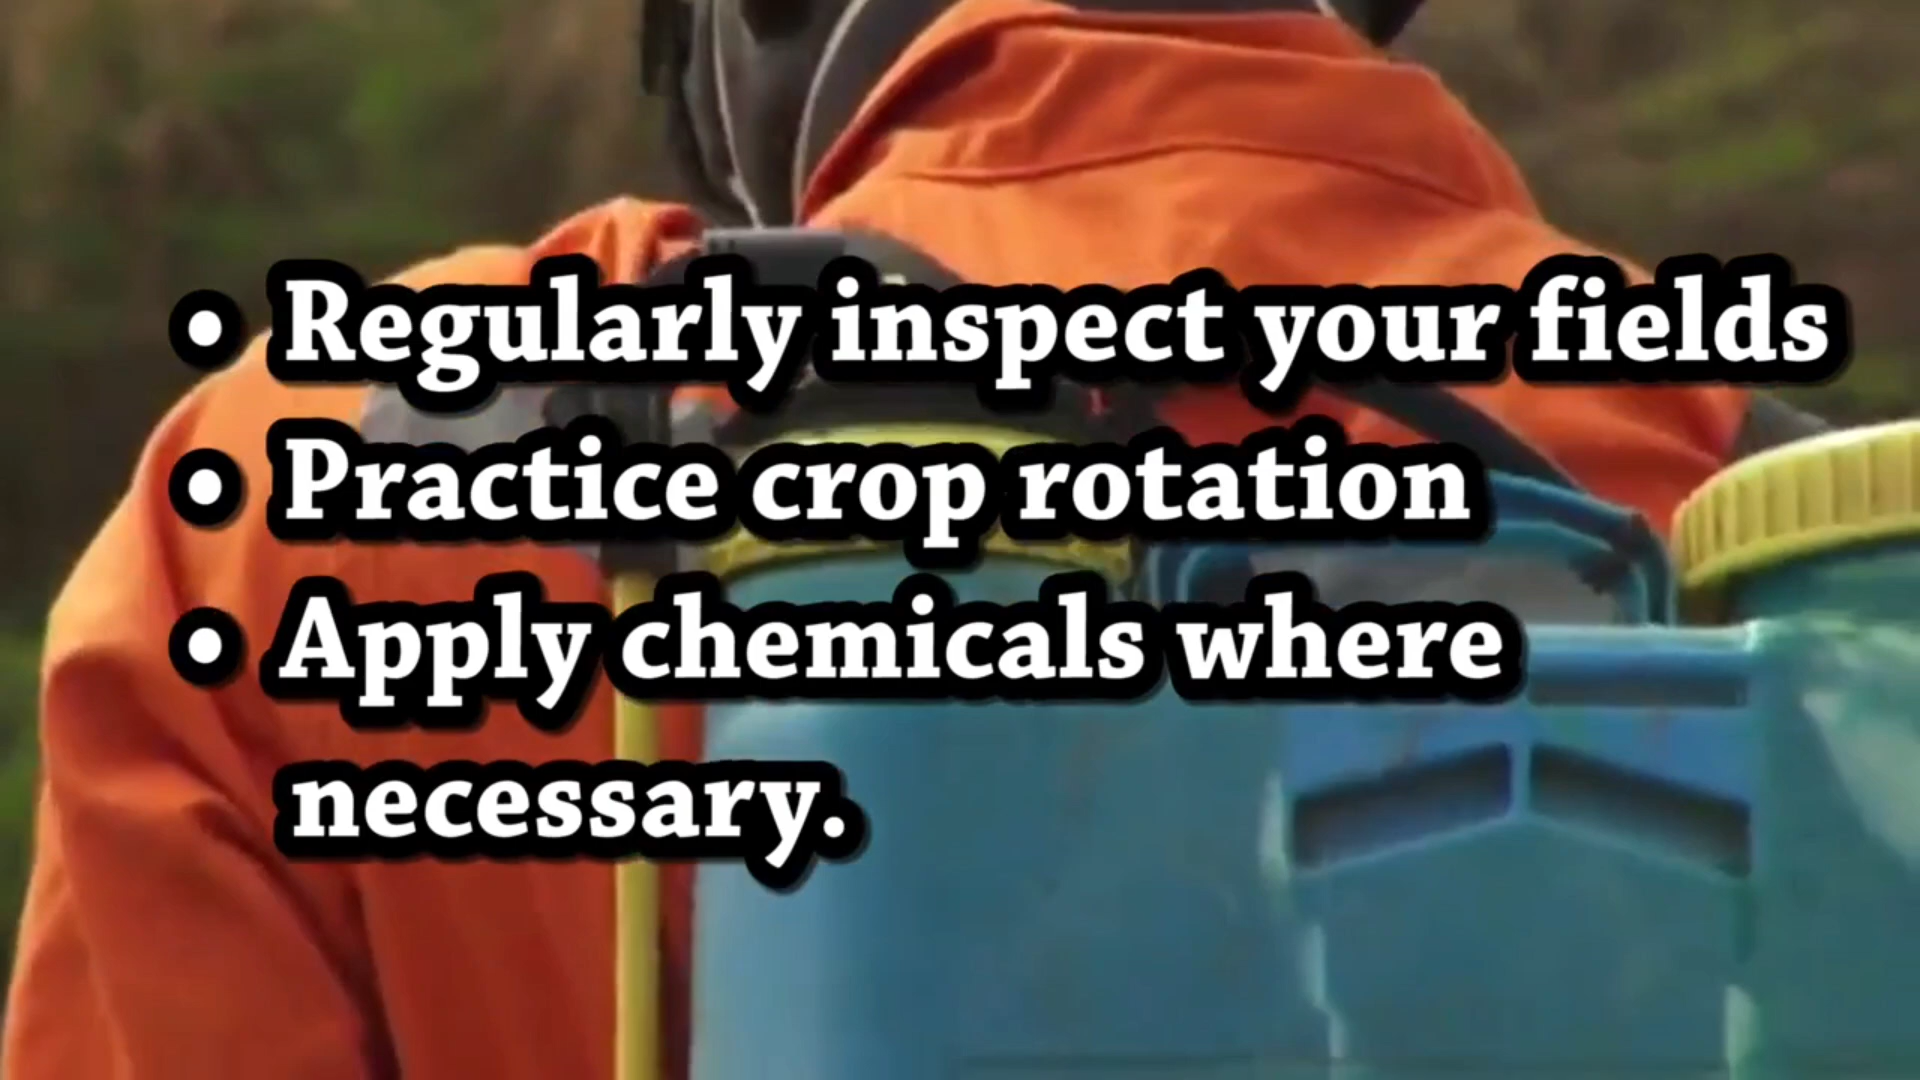 • Regularly inspect your fields
• Practice crop rotation
• Apply chemicals where
necessary.